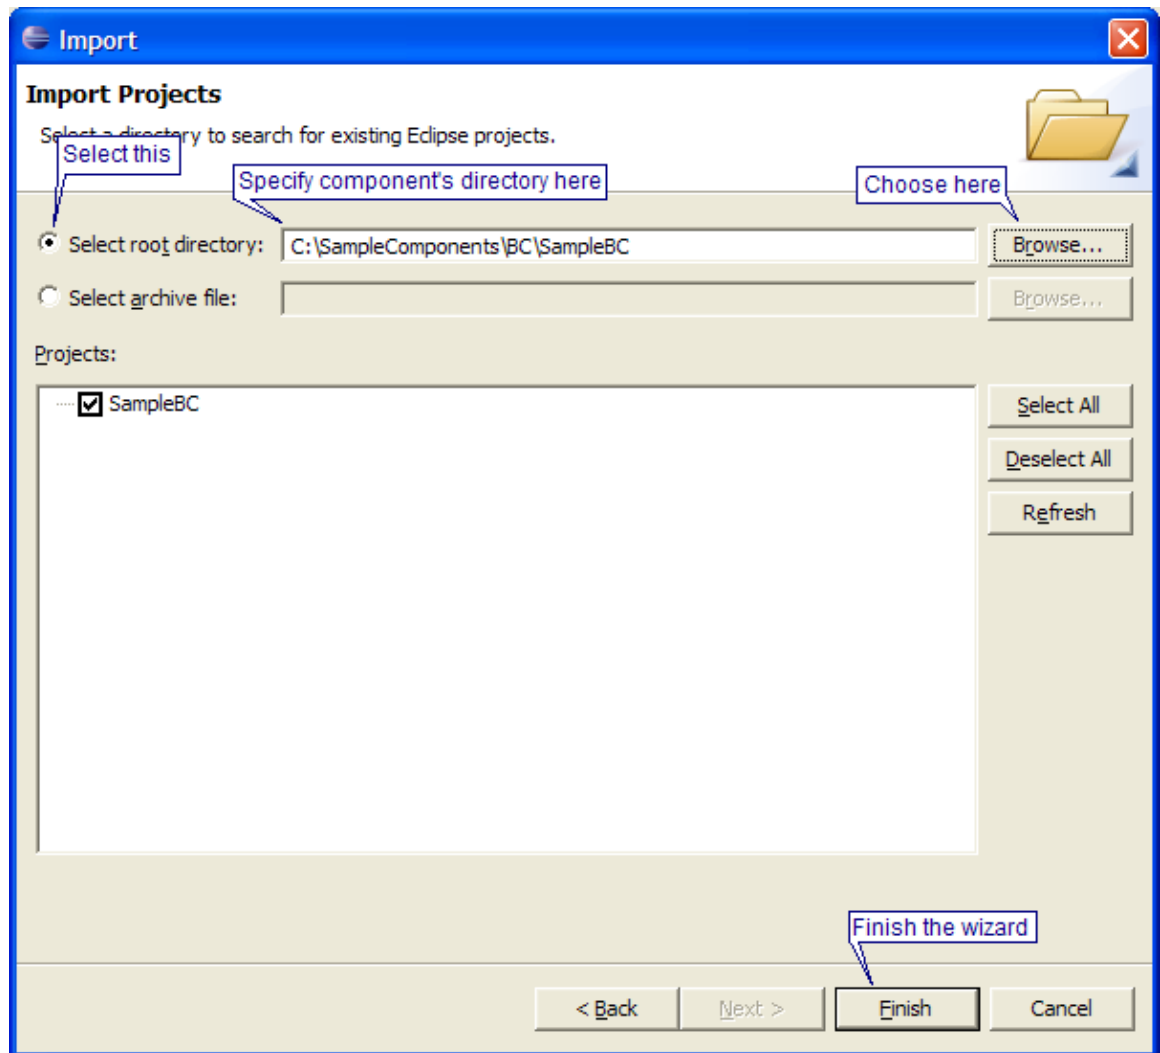 Import
Import Projects
Select a directory to search for existing Eclipse projects.
Select this
Specify component's directory here
Choose here
Select root directory: C:\SampleComponents\BC\SampleBC Browse...
Select archive file: Browse...
Projects:
SampleBC
Select All
Deselect All
Refresh
Finish the wizard
< Back Next > Finish Cancel